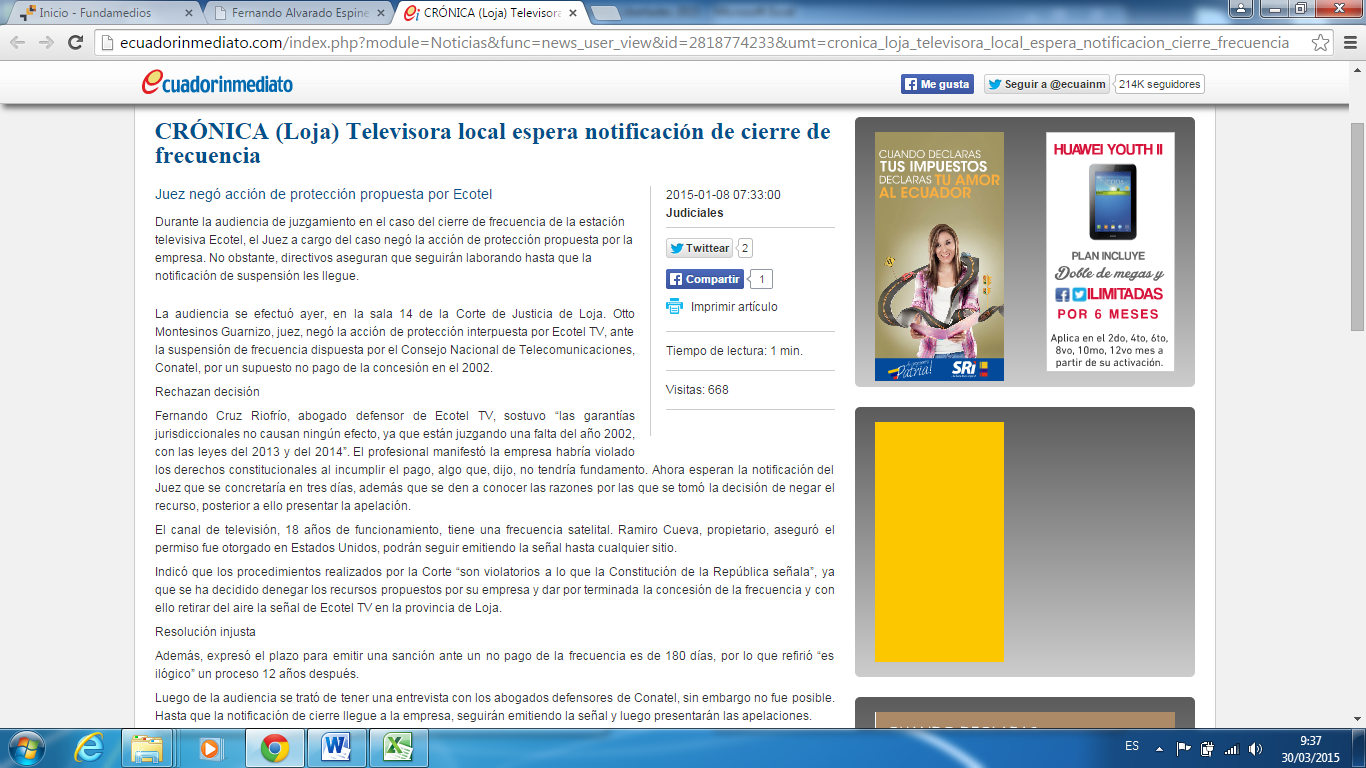 Inicio - Fundamedios
Fernando Alvarado Espine
CRÓNICA (Loja) Televisora
ecuadorinmediato.com/index.php?module=Noticias&func=news_user_view&id=2818774233&umt=cronica_loja_televisora_local_espera_notificacion_cierre_frecuencia
ecuadorinmediato
Me gusta
Seguir a @ecuainm
214K seguidores
CRÓNICA (Loja) Televisora local espera notificación de cierre de
frecuencia
Juez negó acción de protección propuesta por Ecotel
Durante la audiencia de juzgamiento en el caso del cierre de frecuencia de la estación
televisiva Ecotel, el Juez a cargo del caso negó la acción de protección propuesta por la
empresa. No obstante, directivos aseguran que seguirán laborando hasta que la
notificación de suspensión les llegue.
La audiencia se efectuó ayer, en la sala 14 de la Corte de Justicia de Loja. Otto
Montesinos Guarnizo, juez, negó la acción de protección interpuesta por Ecotel TV, ante
la suspensión de frecuencia dispuesta por el Consejo Nacional de Telecomunicaciones,
Conatel, por un supuesto no pago de la concesión en el 2002.
Rechazan decisión
Fernando Cruz Riofrío, abogado defensor de Ecotel TV, sostuvo “las garantías
jurisdiccionales no causan ningún efecto, ya que están juzgando una falta del año 2002,
con las leyes del 2013 y del 2014”. El profesional manifestó la empresa habría violado
los derechos constitucionales al incumplir el pago, algo que, dijo, no tendría fundamento. Ahora esperan la notificación del
Juez que se concretaría en tres días, además que se den a conocer las razones por las que se tomó la decisión de negar el
recurso, posterior a ello presentar la apelación.
El canal de televisión, 18 años de funcionamiento, tiene una frecuencia satelital. Ramiro Cueva, propietario, aseguró el
permiso fue otorgado en Estados Unidos, podrán seguir emitiendo la señal hasta cualquier sitio.
Indicó que los procedimientos realizados por la Corte “son violatorios a lo que la Constitución de la República señala”, ya
que se ha decidido denegar los recursos propuestos por su empresa y dar por terminada la concesión de la frecuencia y con
ello retirar del aire la señal de Ecotel TV en la provincia de Loja.
Resolución injusta
Además, expresó el plazo para emitir una sanción ante un no pago de la frecuencia es de 180 días, por lo que refirió “es
ilógico” un proceso 12 años después.
Luego de la audiencia se trató de tener una entrevista con los abogados defensores de Conatel, sin embargo no fue posible.
Hasta que la notificación de cierre llegue a la empresa, seguirán emitiendo la señal y luego presentarán las apelaciones.
2015-01-08 07:33:00
Judiciales
Twittear 2
Compartir 1
Imprimir artículo
Tiempo de lectura: 1 min.
Visitas: 668
CUANDO DECLARAS
TUS IMPUESTOS
DECLARAS TU AMOR
AL ECUADOR
Patria!
SRi
HUAWEI YOUTH II
PLAN INCLUYE
Doble de megas y
ILIMITADAS
POR 6 MESES
Aplica en el 2do, 4to, 6to,
8vo, 10mo, 12vo mes a
partir de su activación.
ES
9:37
30/03/2015